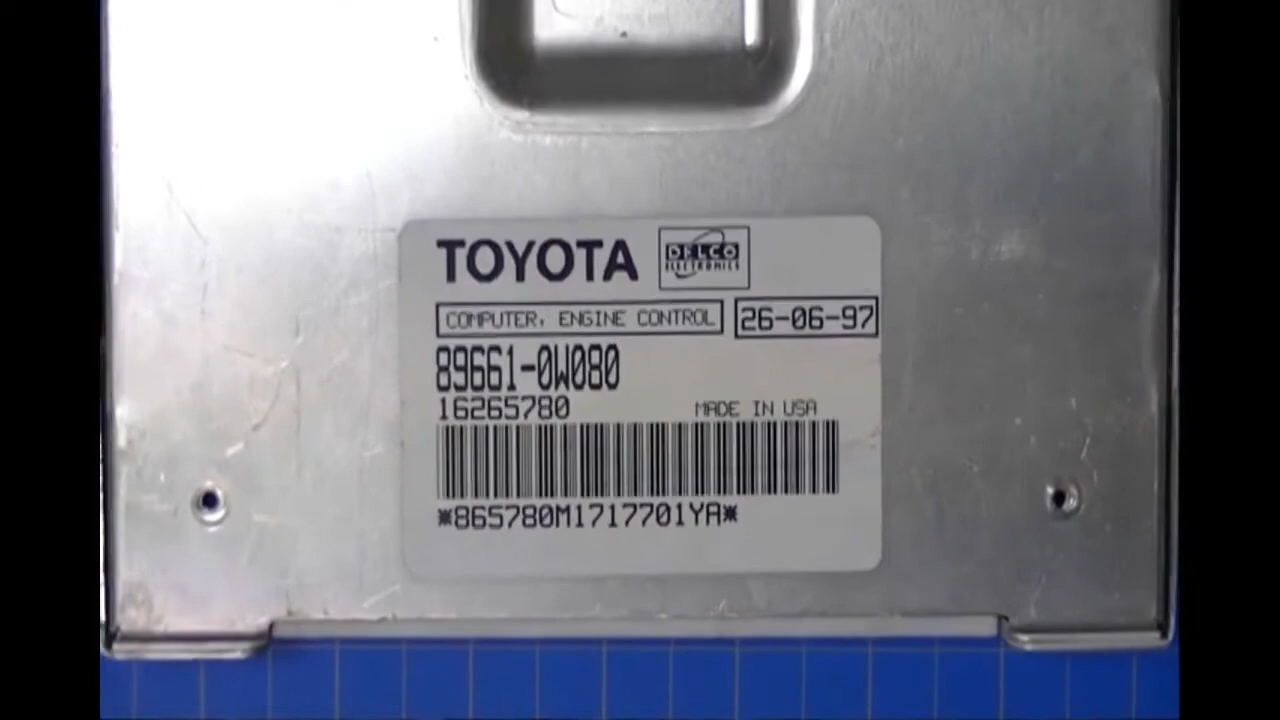 TOYOTA DELCO ELECTRONICS
COMPUTER, ENGINE CONTROL 26-06-97
89661-0W080
16265780 MADE IN USA
*865780M1717701YA*